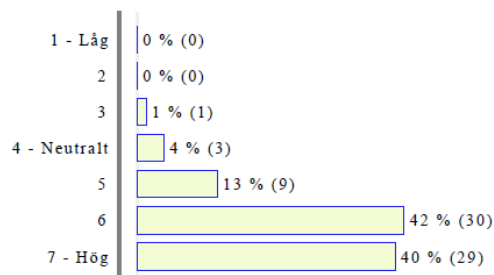 1 - Låg 0 % (0)
2 0 % (0)
3 1 % (1)
4 - Neutralt 4 % (3)
5 13 % (9)
6 42 % (30)
7 - Hög 40 % (29)